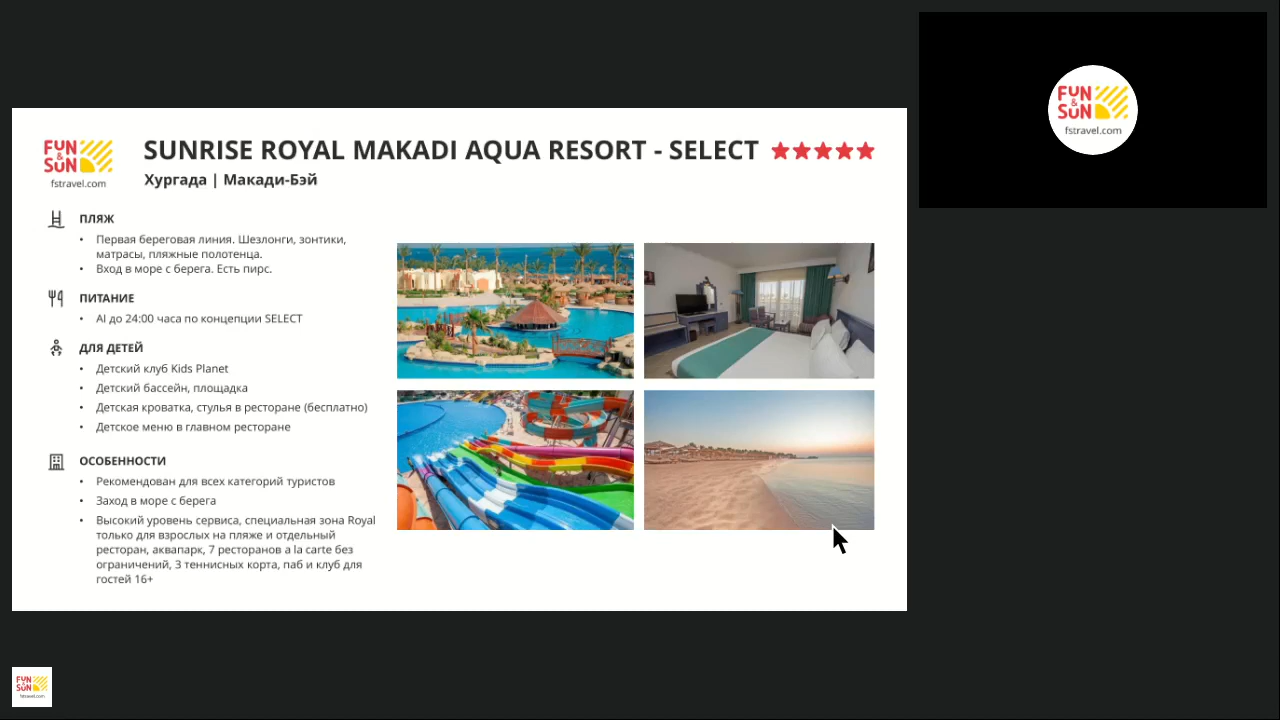 FUN
&
SUN
fstravel.com
SUNRISE ROYAL MAKADI AQUA RESORT - SELECT
Хургада | Макади-Бэй
ПЛЯЖ
• Первая береговая линия. Шезлонги, зонтики,
матрасы, пляжные полотенца.
• Вход в море с берега. Есть пирс.
ПИТАНИЕ
• AI до 24:00 часа по концепции SELECT
ДЛЯ ДЕТЕЙ
• Детский клуб Kids Planet
• Детский бассейн, площадка
• Детская кроватка, стулья в ресторане (бесплатно)
• Детское меню в главном ресторане
ОСОБЕННОСТИ
• Рекомендован для всех категорий туристов
• Заход в море с берега
• Высокий уровень сервиса, специальная зона Royal
только для взрослых на пляже и отдельный
ресторан, аквапарк, 7 ресторанов a la carte без
ограничений, 3 теннисных корта, паб и клуб для
гостей 16+
FUN
&
SUN
fstravel.com
FUN
&
SUN
fstravel.com